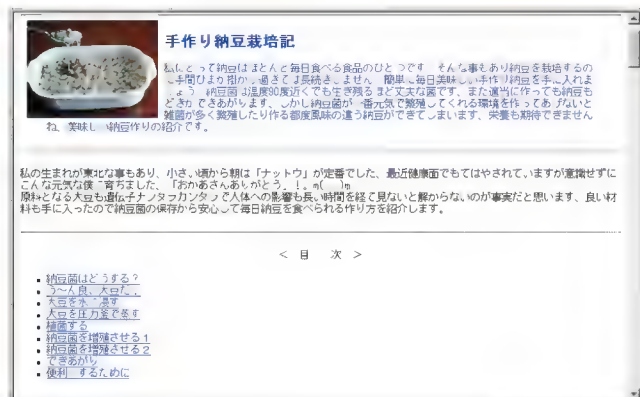 手作り納豆栽培記
私にとって納豆はほとんど毎日食べる食品のひとつです。そんな事もあり納豆を栽培するの
に手間ひまり掛かり過ぎては長続きしません。簡単に毎日美味しい手作り納豆を手に入れま
しょう。納豆菌は温度90度近くでも生き残るほど丈夫な菌です、また適当に作っても納豆も
どきができあがります、しかし納豆菌が一番元気で繁殖してくれる環境を作ってあげないと
雑菌が多く繁殖したり作る都度風味の違う納豆ができてしまいます、栄養も期待できません
ね、美味しい納豆作りの紹介です。
私の生まれが東北な事もあり、小さい頃から朝は「ナットウ」が定番でした、最近健康面でもてはやされていますが意識せずに
こんな元気な僕に育ちました、「おかあさんありがとう！」。m( )m
原料となる大豆も遺伝子ナンタラカンタラで人体への影響も長い時間を経て見ないと解からないのが事実だと思います、良い材
料も手に入ったので納豆菌の保存から安心して毎日納豆を食べられる作り方を紹介します。
＜ 目 次 ＞
納豆菌はどうする？
う〜ん良い大豆だ！
大豆を水に浸す
大豆を圧力釜で蒸す
植菌する
納豆菌を増殖させる１
納豆菌を増殖させる２
できあがり
便利にするために